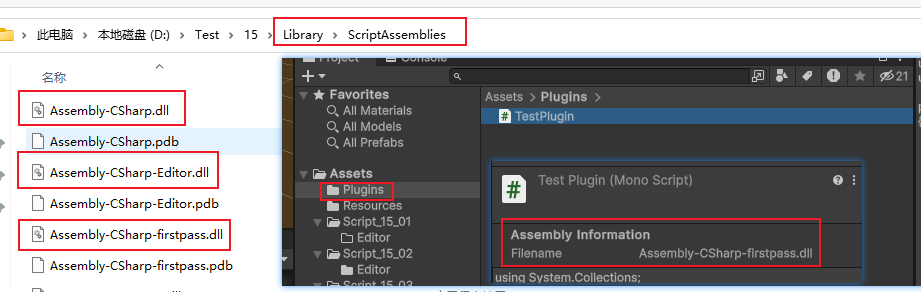 此电脑 本地磁盘 (D:) Test 15 Library ScriptAssemblies
名称
Assembly-CSharp.dll
Assembly-CSharp.pdb
Assembly-CSharp-Editor.dll
Assembly-CSharp-Editor.pdb
Assembly-CSharp-firstpass.dll
Assembly-CSharp-firstpass.pdb
Project Console
21
Favorites
All Materials
All Models
All Prefabs
Assets
Plugins
Resources
Script_15_01
Editor
Script_15_02
Editor
Assets > Plugins >
TestPlugin
Test Plugin (Mono Script)
Assembly Information
Filename Assembly-CSharp-firstpass.dll
using System.Collections;